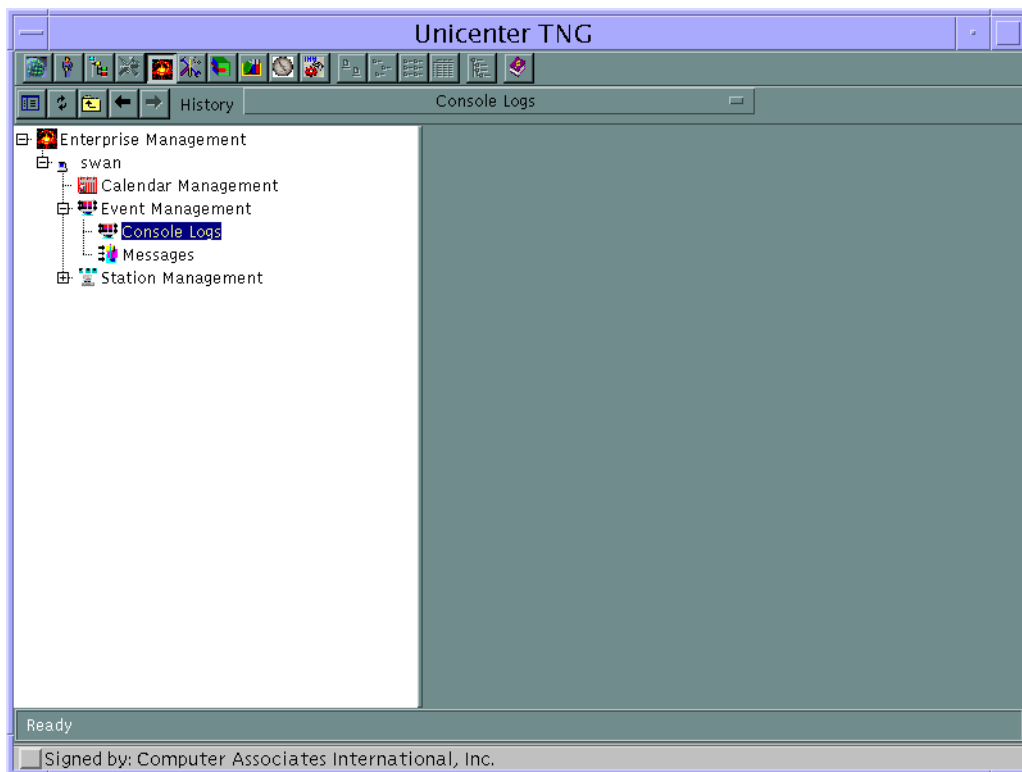 Unicenter TNG
History Console Logs
Enterprise Management
swan
Calendar Management
Event Management
Console Logs
Messages
Station Management
Ready
Signed by: Computer Associates International, Inc.